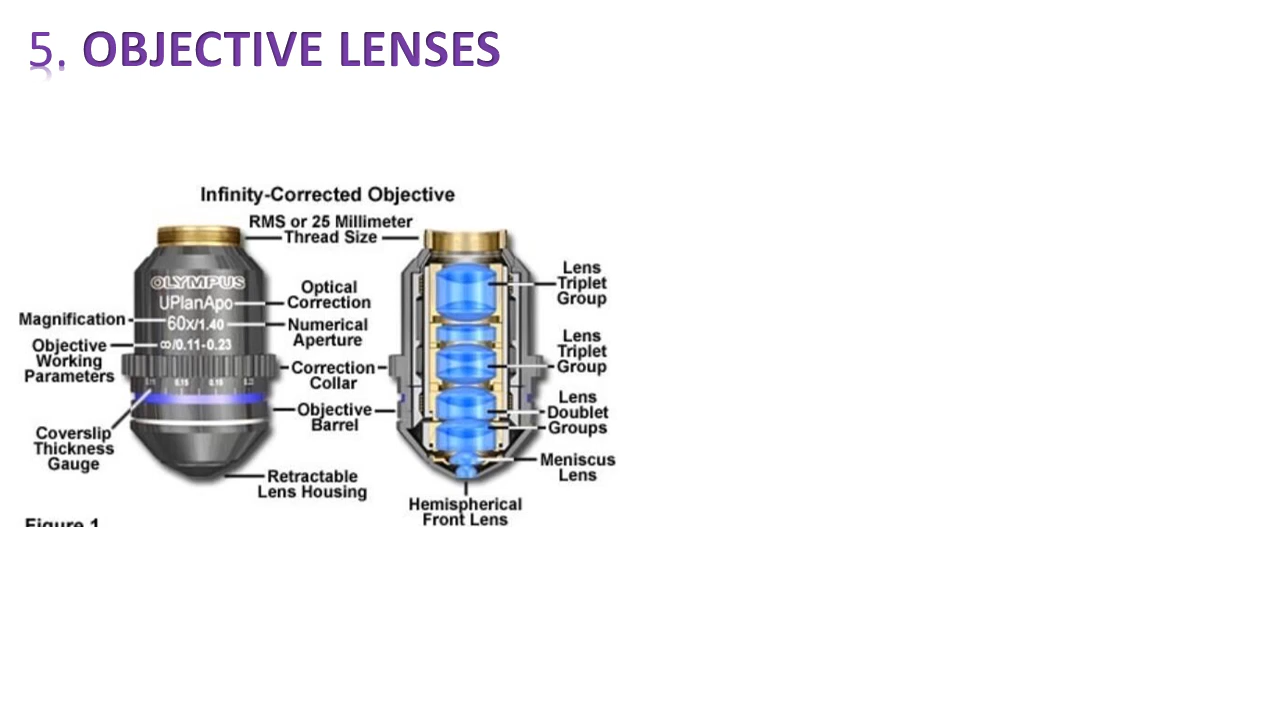 5. OBJECTIVE LENSES
Infinity-Corrected Objective
RMS or 25 Millimeter
Thread Size
OLYMPUS
UPlanApo
60x/1.40
∞/0.11-0.23
Optical
Correction
Magnification
Numerical
Aperture
Objective
Working
Parameters
Correction
Collar
Objective
Barrel
Coverslip
Thickness
Gauge
Retractable
Lens Housing
Lens
Triplet
Group
Lens
Triplet
Group
Lens
Doublet
Groups
Meniscus
Lens
Hemispherical
Front Lens
Figure 1